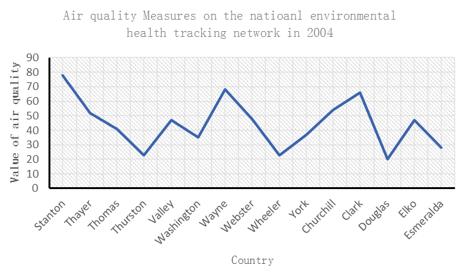 Air quality Measures on the natioanl environmental
health tracking network in 2004
Value of air quality
90
80
70
60
50
40
30
20
10
0
Stanton
Thayer
Thomas
Thurston
Valley
Washington
Wayne
Webster
Wheeler
York
Churchill
Clark
Douglas
Elko
Esmeralda
Country